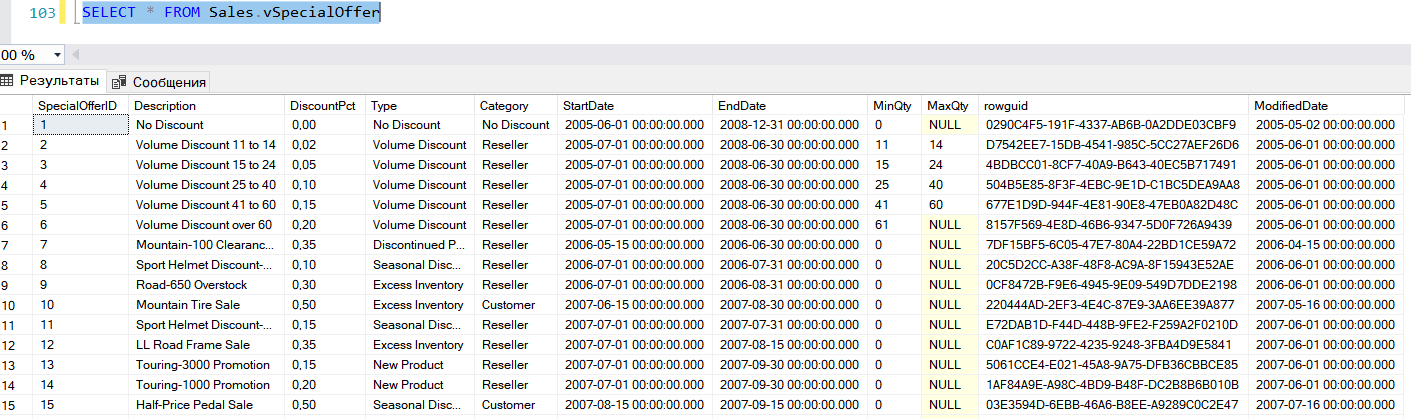 103 SELECT * FROM Sales.vSpecialOffer
00 %
Результаты Сообщения
SpecialOfferID Description DiscountPct Type Category StartDate EndDate MinQty MaxQty rowguid ModifiedDate
1 1 No Discount 0,00 No Discount No Discount 2005-06-01 00:00:00.000 2008-12-31 00:00:00.000 0 NULL 0290C4F5-191F-4337-AB6B-0A2DDE03CBF9 2005-05-02 00:00:00.000
2 2 Volume Discount 11 to 14 0,02 Volume Discount Reseller 2005-07-01 00:00:00.000 2008-06-30 00:00:00.000 11 14 D7542EE7-15DB-4541-985C-5CC27AEF26D6 2005-06-01 00:00:00.000
3 3 Volume Discount 15 to 24 0,05 Volume Discount Reseller 2005-07-01 00:00:00.000 2008-06-30 00:00:00.000 15 24 4BDBCC01-8CF7-40A9-B643-40EC5B717491 2005-06-01 00:00:00.000
4 4 Volume Discount 25 to 40 0,10 Volume Discount Reseller 2005-07-01 00:00:00.000 2008-06-30 00:00:00.000 25 40 504B5E85-8F3F-4EBC-9E1D-C1BC5DEA9AA8 2005-06-01 00:00:00.000
5 5 Volume Discount 41 to 60 0,15 Volume Discount Reseller 2005-07-01 00:00:00.000 2008-06-30 00:00:00.000 41 60 677E1D9D-944F-4E81-90E8-47EB0A82D48C 2005-06-01 00:00:00.000
6 6 Volume Discount over 60 0,20 Volume Discount Reseller 2005-07-01 00:00:00.000 2008-06-30 00:00:00.000 61 NULL 8157F569-4E8D-46B6-9347-5D0F726A9439 2005-06-01 00:00:00.000
7 7 Mountain-100 Clearanc... 0,35 Discontinued P... Reseller 2006-05-15 00:00:00.000 2006-06-30 00:00:00.000 0 NULL 7DF15BF5-6C05-47E7-80A4-22BD1CE59A72 2006-04-15 00:00:00.000
8 8 Sport Helmet Discount-... 0,10 Seasonal Disc... Reseller 2006-07-01 00:00:00.000 2006-07-31 00:00:00.000 0 NULL 20C5D2CC-A38F-48F8-AC9A-8F15943E52AE 2006-06-01 00:00:00.000
9 9 Road-650 Overstock 0,30 Excess Inventory Reseller 2006-07-01 00:00:00.000 2006-08-31 00:00:00.000 0 NULL 0CF8472B-F9E6-4945-9E09-549D7DDE2198 2006-06-01 00:00:00.000
10 10 Mountain Tire Sale 0,50 Excess Inventory Customer 2007-06-15 00:00:00.000 2007-08-30 00:00:00.000 0 NULL 220444AD-2EF3-4E4C-87E9-3AA6EE39A877 2007-05-16 00:00:00.000
11 11 Sport Helmet Discount-... 0,15 Seasonal Disc... Reseller 2007-07-01 00:00:00.000 2007-07-31 00:00:00.000 0 NULL E72DAB1D-F44D-448B-9FE2-F259A2F0210D 2007-06-01 00:00:00.000
12 12 LL Road Frame Sale 0,35 Excess Inventory Reseller 2007-07-01 00:00:00.000 2007-08-15 00:00:00.000 0 NULL C0AF1C89-9722-4235-9248-3FBA4D9E5841 2007-06-01 00:00:00.000
13 13 Touring-3000 Promotion 0,15 New Product Reseller 2007-07-01 00:00:00.000 2007-09-30 00:00:00.000 0 NULL 5061CCE4-E021-45A8-9A75-DFB36CBBCE85 2007-06-01 00:00:00.000
14 14 Touring-1000 Promotion 0,20 New Product Reseller 2007-07-01 00:00:00.000 2007-09-30 00:00:00.000 0 NULL 1AF84A9E-A98C-4BD9-B48F-DC2B8B6B010B 2007-06-01 00:00:00.000
15 15 Half-Price Pedal Sale 0,50 Seasonal Disc... Customer 2007-08-15 00:00:00.000 2007-09-15 00:00:00.000 0 NULL 03E3594D-6EBB-46A6-B8EE-A9289C0C2E47 2007-07-16 00:00:00.000